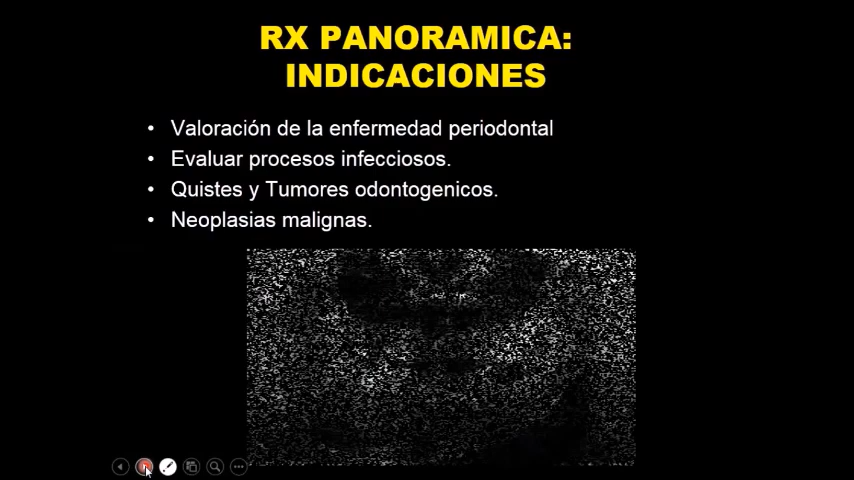 RX PANORAMICA:
INDICACIONES
• Valoración de la enfermedad periodontal
• Evaluar procesos infecciosos.
• Quistes y Tumores odontogenicos.
• Neoplasias malignas.